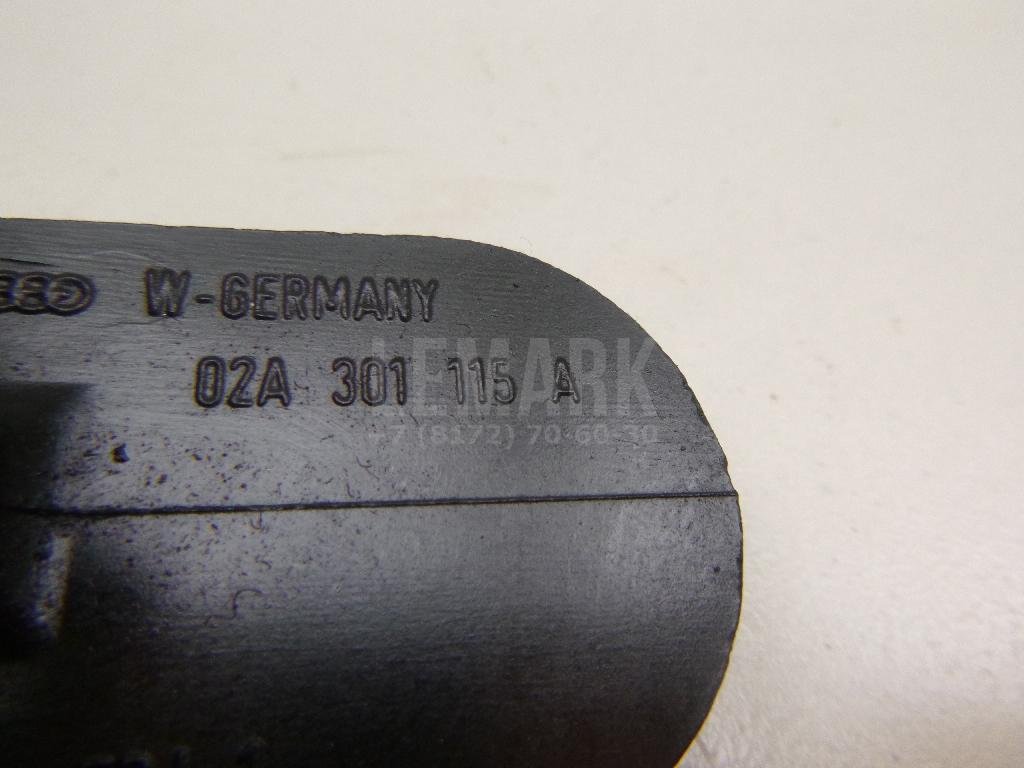 W-GERMANY
02A 301 115 A
LEMARK
+7 (8172) 70-60-30